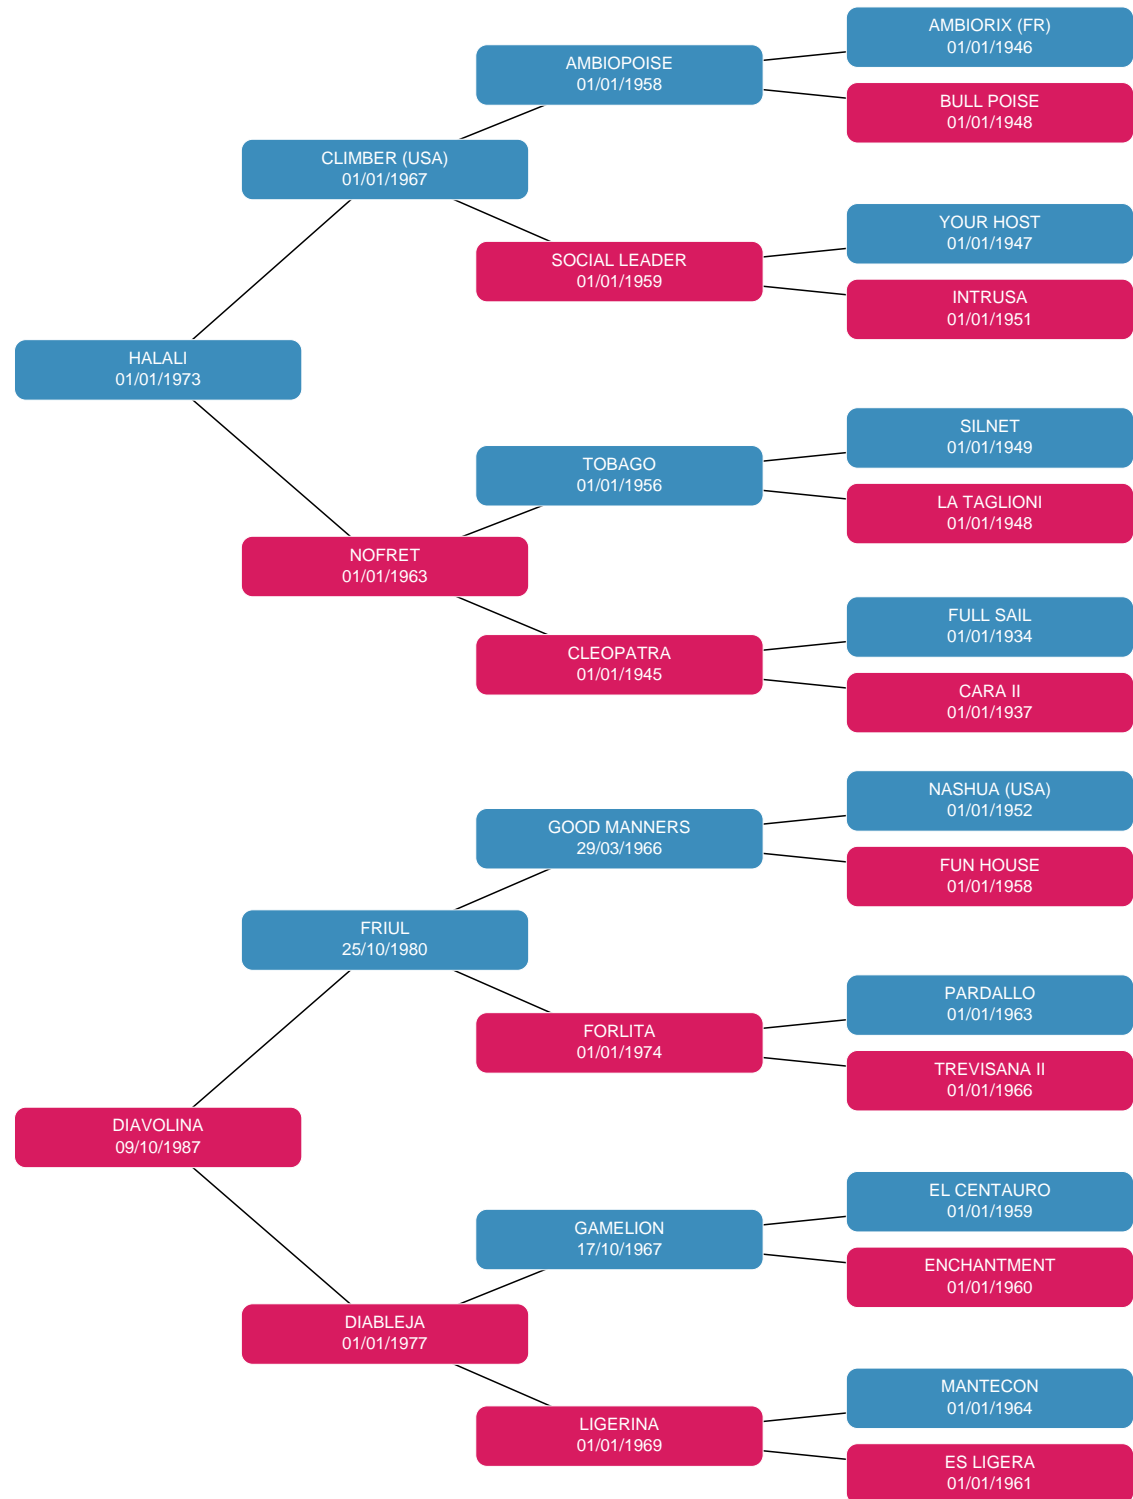 AMBIORIX (FR)
01/01/1946
AMBIOPOISE
01/01/1958
BULL POISE
01/01/1948
CLIMBER (USA)
01/01/1967
YOUR HOST
01/01/1947
SOCIAL LEADER
01/01/1959
INTRUSA
01/01/1951
HALALI
01/01/1973
SILNET
01/01/1949
TOBAGO
01/01/1956
LA TAGLIONI
01/01/1948
NOFRET
01/01/1963
FULL SAIL
01/01/1934
CLEOPATRA
01/01/1945
CARA II
01/01/1937
NASHUA (USA)
01/01/1952
GOOD MANNERS
29/03/1966
FUN HOUSE
01/01/1958
FRIUL
25/10/1980
PARDALLO
01/01/1963
FORLITA
01/01/1974
TREVISANA II
01/01/1966
DIAVOLINA
09/10/1987
EL CENTAURO
01/01/1959
GAMELION
17/10/1967
ENCHANTMENT
01/01/1960
DIABLEJA
01/01/1977
MANTECON
01/01/1964
LIGERINA
01/01/1969
ES LIGERA
01/01/1961